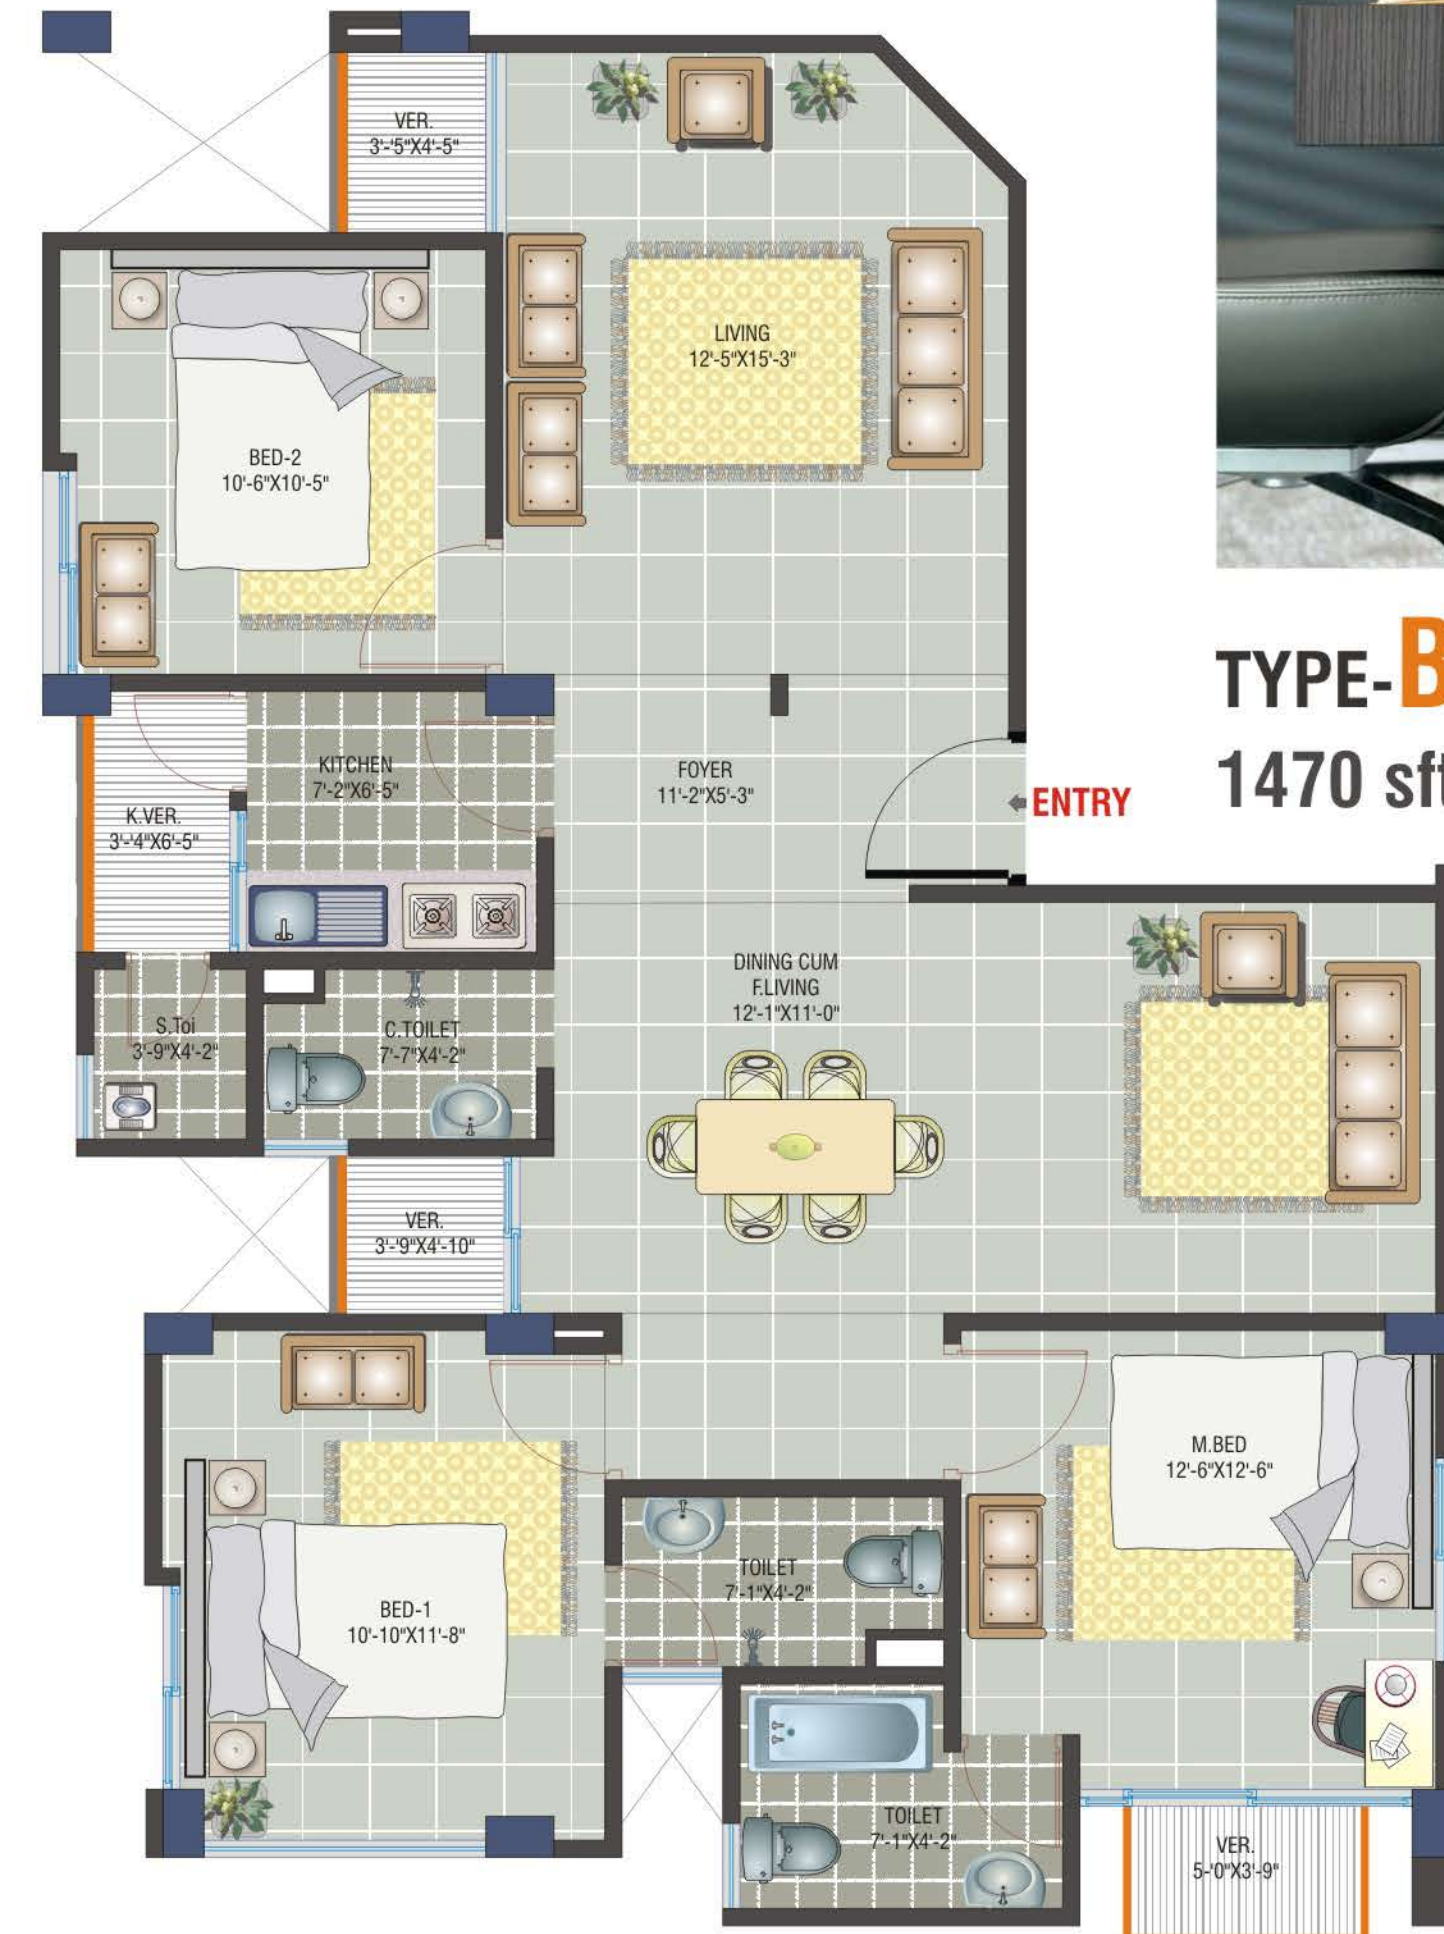 VER.
3'-'5"X4'-5"
LIVING
12'-5"X15'-3"
BED-2
10'-6"X10'-5"
TYPE-B
1470 sft
KITCHEN
7'-2"X6'-5"
FOYER
11'-2"X5'-3"
ENTRY
K.VER.
3'-'4"X6'-5"
DINING CUM
F.LIVING
12'-1"X11'-0"
S.Toi
3'-9"X4'-2"
C.TOILET
7'-7"X4'-2"
VER.
3'-'9"X4'-10"
M.BED
12'-6"X12'-6"
TOILET
7'-1"X4'-2"
BED-1
10'-10"X11'-8"
TOILET
7'-1"X4'-2"
VER.
5-'0"X3'-9"